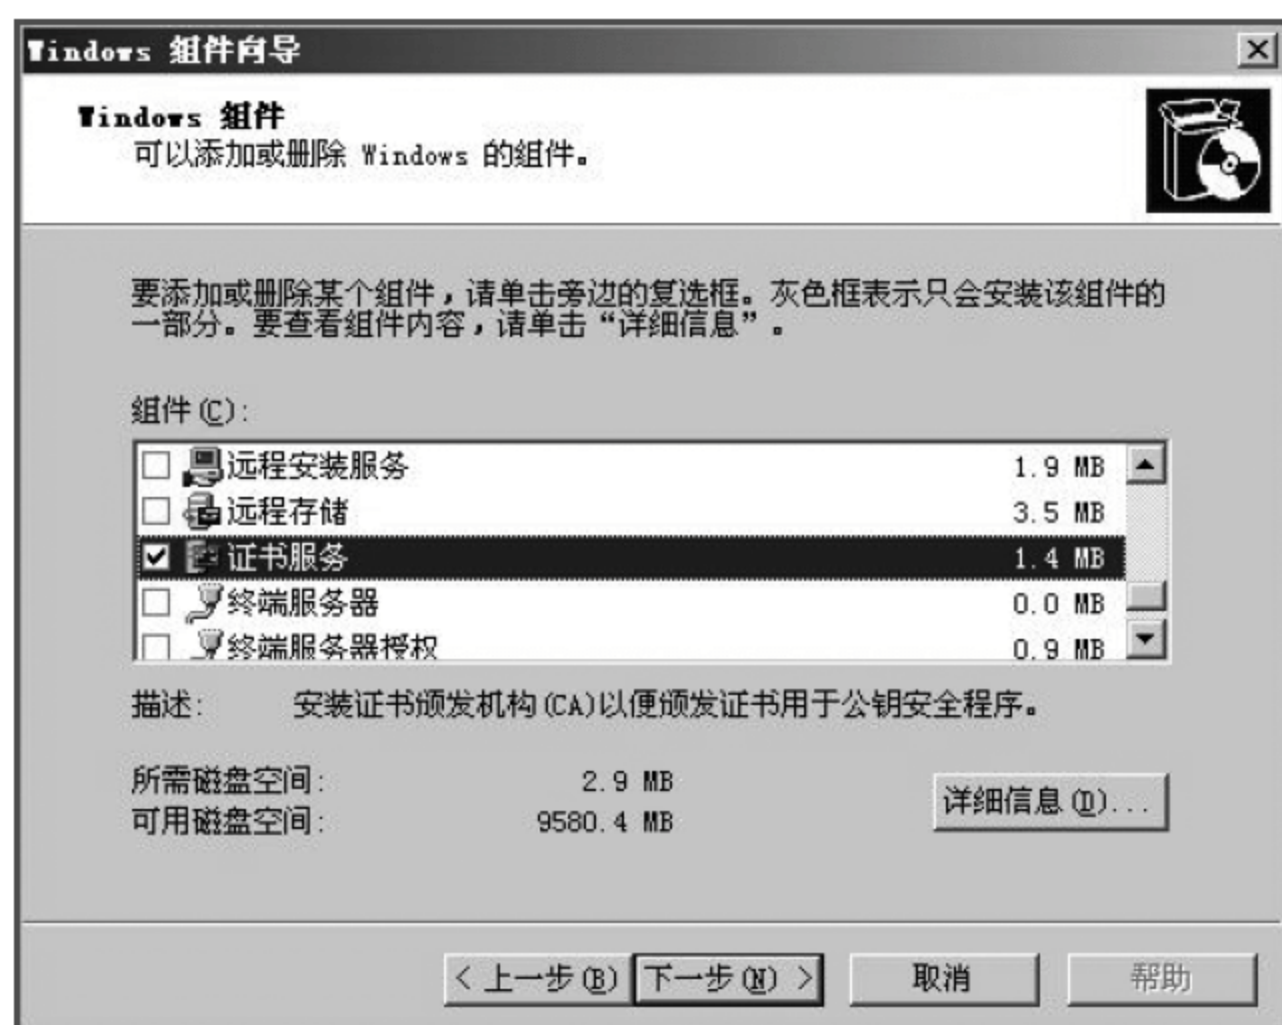 Windows 组件向导
Windows 组件
可以添加或删除 Windows 的组件。
要添加或删除某个组件，请单击旁边的复选框。灰色框表示只会安装该组件的
一部分。要查看组件内容，请单击“详细信息”。
组件(C):
远程安装服务 1.9 MB
远程存储 3.5 MB
证书服务 1.4 MB
终端服务器 0.0 MB
终端服务器授权 0.9 MB
描述: 安装证书颁发机构(CA)以便颁发证书用于公钥安全程序。
所需磁盘空间: 2.9 MB
可用磁盘空间: 9580.4 MB
详细信息(D)...
< 上一步(B) 下一步(N) > 取消 帮助